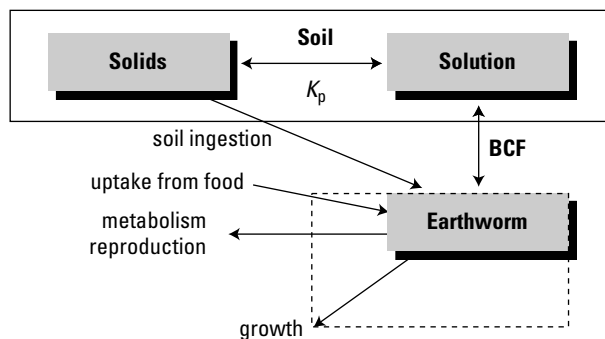 Soil
Solids
Solution
Kp
soil ingestion
BCF
uptake from food
Earthworm
metabolism
reproduction
growth